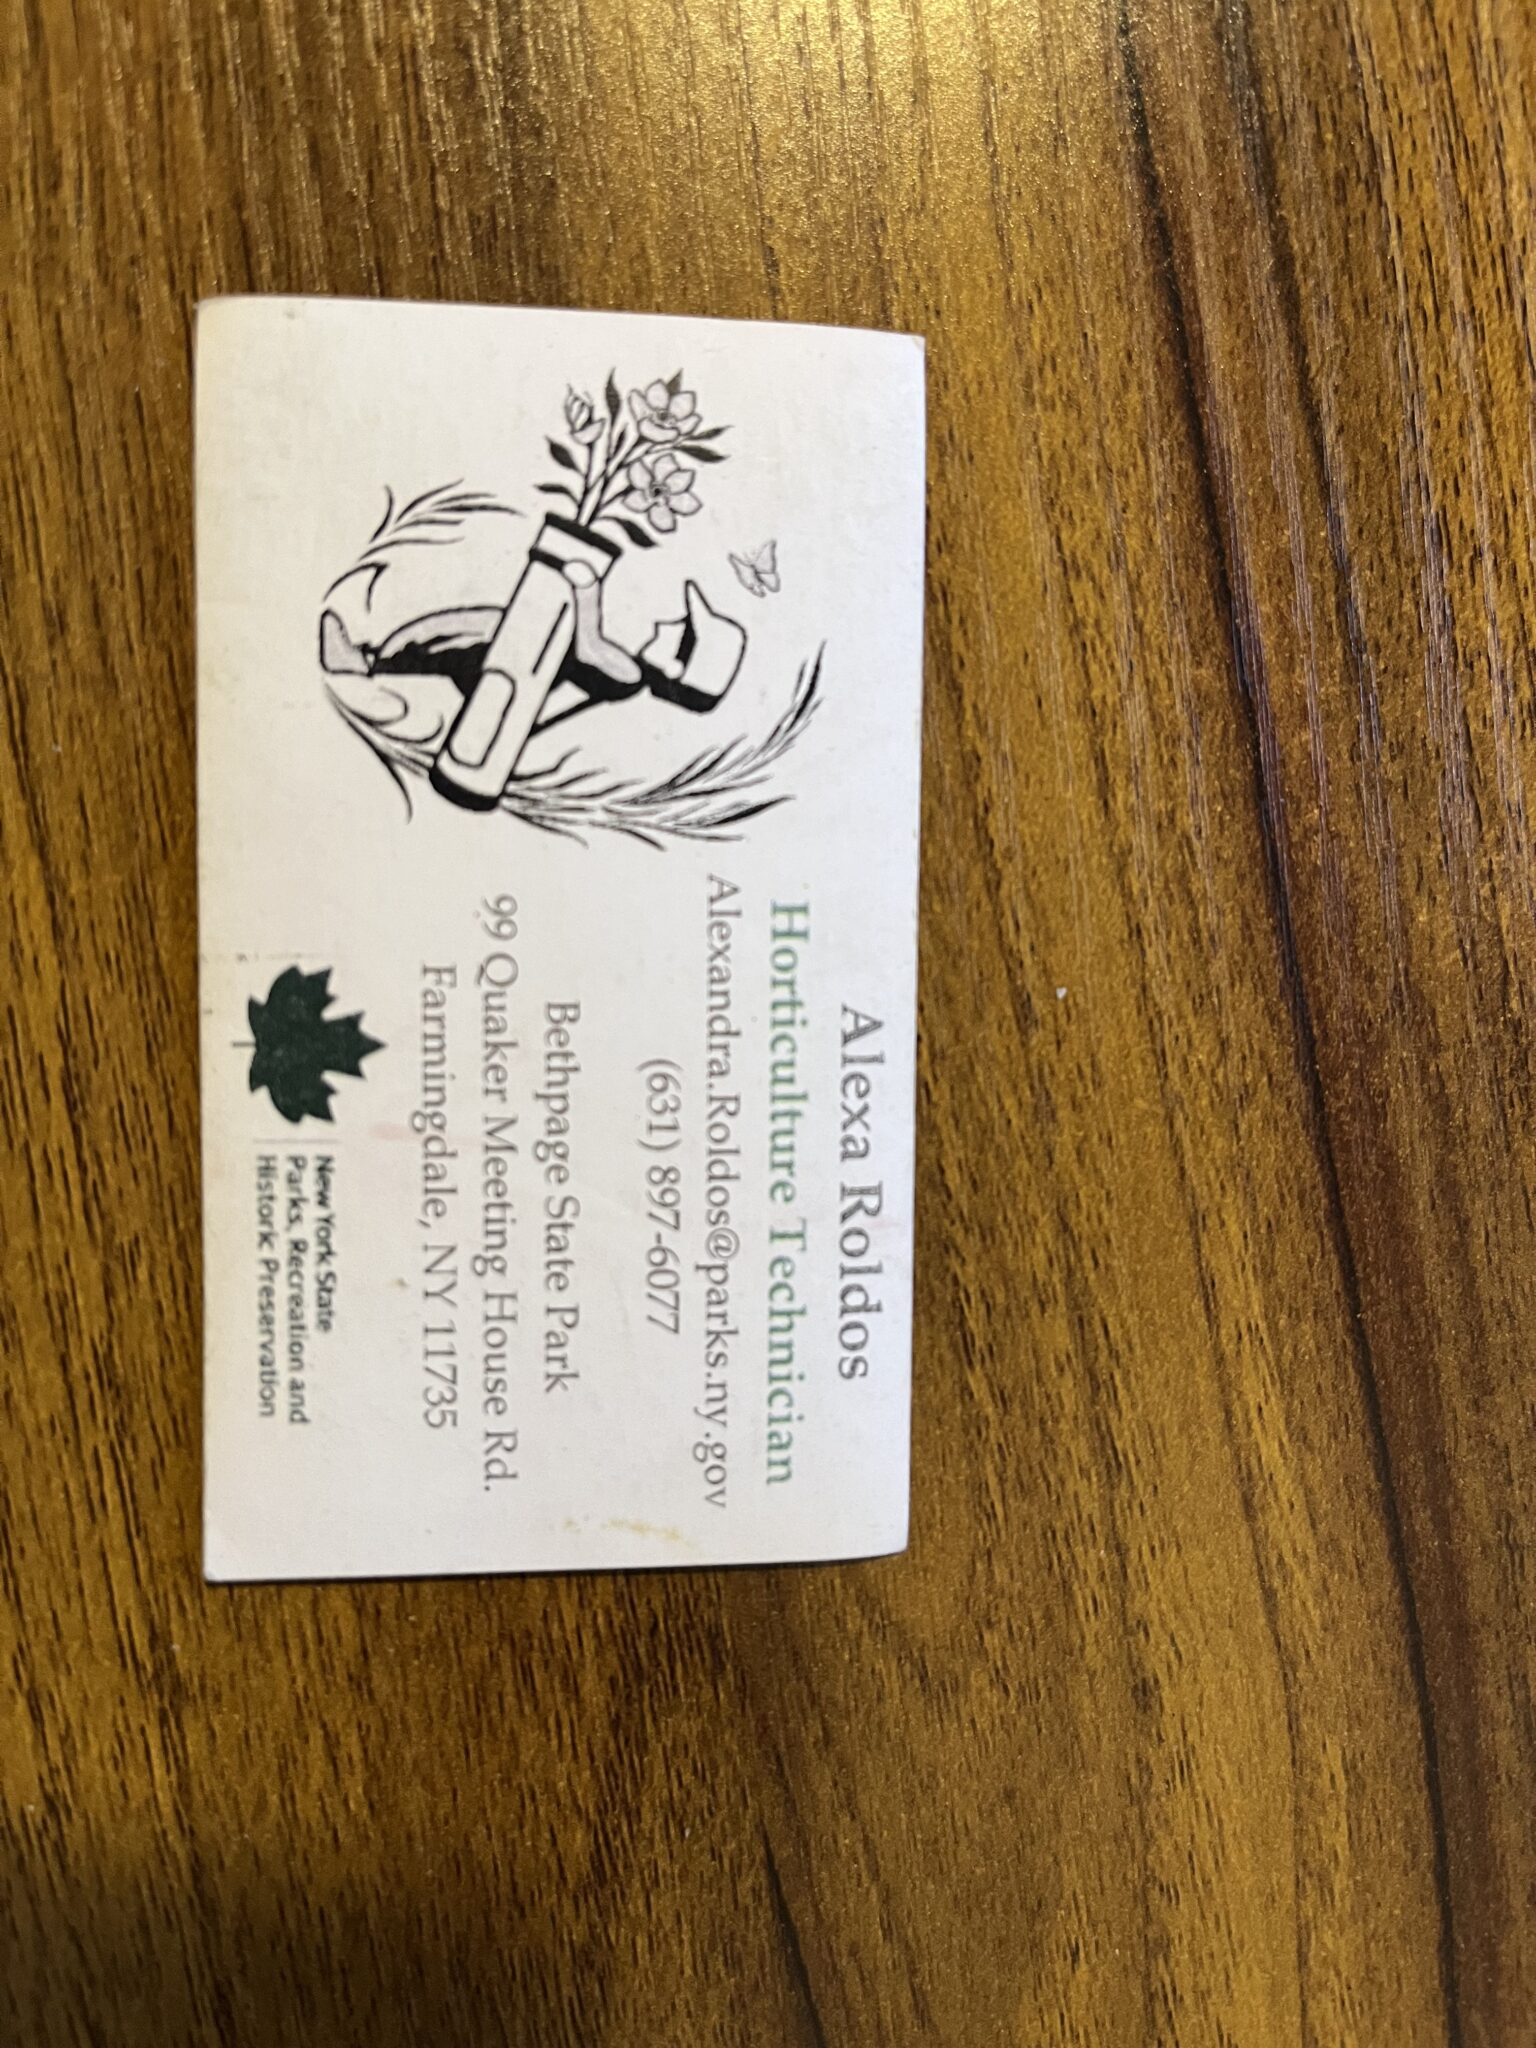 Alexa Roldos
Horticulture Technician
Alexandra.Roldos@parks.ny.gov
(631) 897-6077
Bethpage State Park
99 Quaker Meeting House Rd.
Farmingdale, NY 11735
New York State
Parks, Recreation and
Historic Preservation